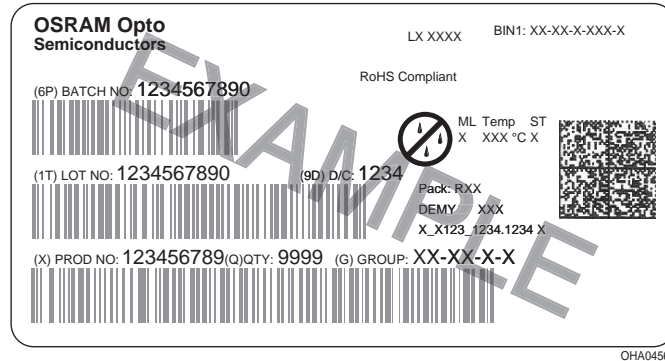 OSRAM Opto
Semiconductors
LX XXXX
BIN1: XX-XX-X-XXX-X
RoHS Compliant
(6P) BATCH NO: 1234567890
ML Temp ST
X XXX °C X
(1T) LOT NO: 1234567890
(9D) D/C: 1234
Pack: RXX
DEMY XXX
X_X123_1234.1234 X
(X) PROD NO: 123456789(Q)QTY: 9999 (G) GROUP: XX-XX-X-X
EXAMPLE